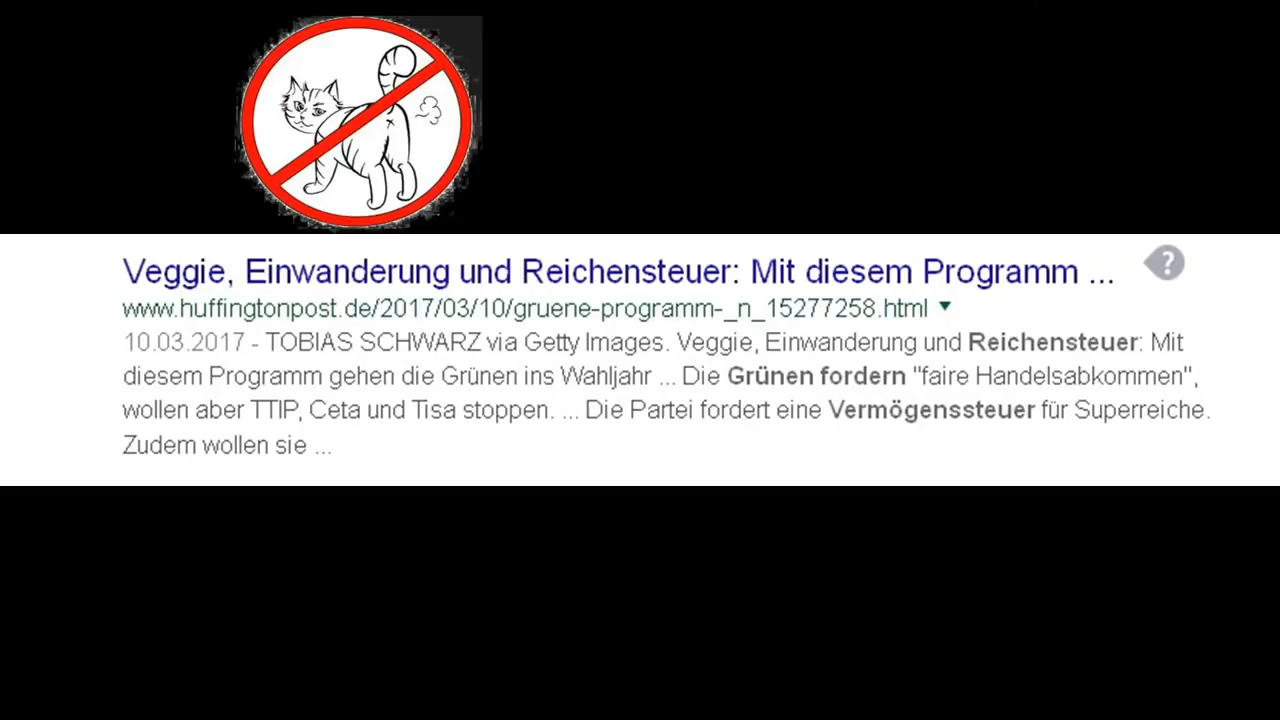 Veggie, Einwanderung und Reichensteuer: Mit diesem Programm ...
?
www.huffingtonpost.de/2017/03/10/gruene-programm-_n_15277258.html
10.03.2017 - TOBIAS SCHWARZ via Getty Images. Veggie, Einwanderung und Reichensteuer: Mit
diesem Programm gehen die Grünen ins Wahljahr ... Die Grünen fordern "faire Handelsabkommen",
wollen aber TTIP, Ceta und Tisa stoppen. ... Die Partei fordert eine Vermögenssteuer für Superreiche.
Zudem wollen sie ...